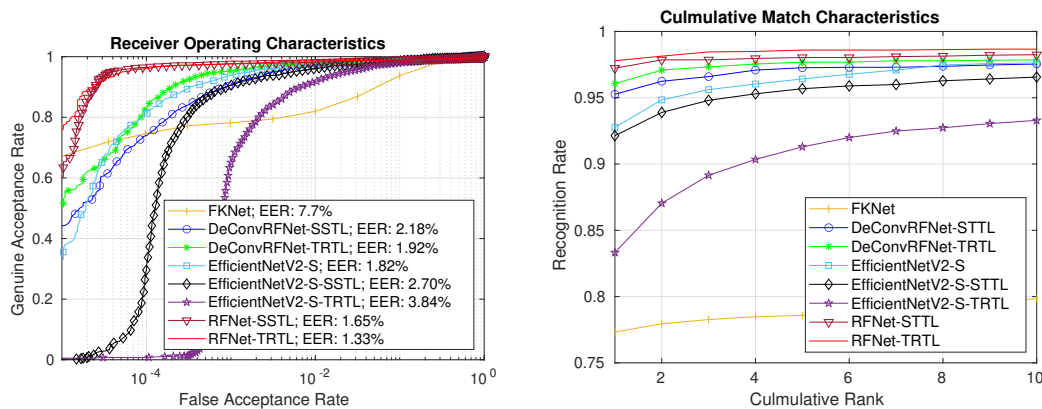 Receiver Operating Characteristics
1
0.8
0.6
0.4
0.2
0
Genuine Acceptance Rate
FKNet; EER: 7.7%
DeConvRFNet-SSTL; EER: 2.18%
DeConvRFNet-TRTL; EER: 1.92%
EfficientNetV2-S; EER: 1.82%
EfficientNetV2-S-SSTL; EER: 2.70%
EfficientNetV2-S-TRTL; EER: 3.84%
RFNet-SSTL; EER: 1.65%
RFNet-TRTL; EER: 1.33%
10⁻⁴ 10⁻² 10⁰
False Acceptance Rate
Culmulative Match Characteristics
1
0.95
0.9
0.85
0.8
0.75
Recognition Rate
FKNet
DeConvRFNet-STTL
DeConvRFNet-TRTL
EfficientNetV2-S
EfficientNetV2-S-STTL
EfficientNetV2-S-TRTL
RFNet-STTL
RFNet-TRTL
2 4 6 8 10
Culmulative Rank